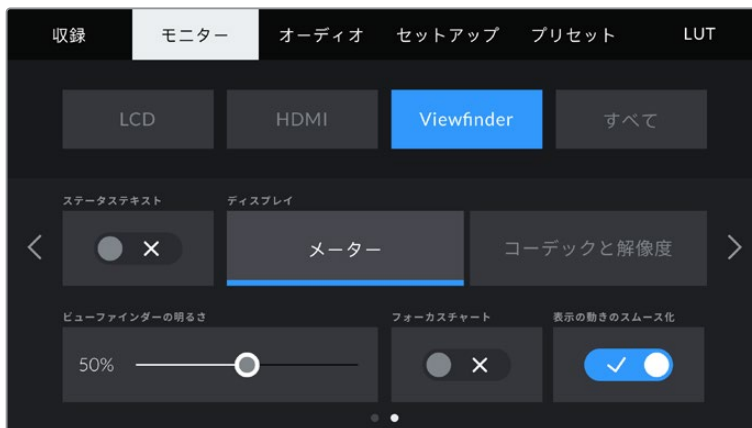 収録 モニター オーディオ セットアップ プリセット LUT
LCD HDMI Viewfinder すべて
ステータステキスト ディスプレイ
メーター コーデックと解像度
ビューファインダーの明るさ フォーカスチャート 表示の動きのスムース化
50%